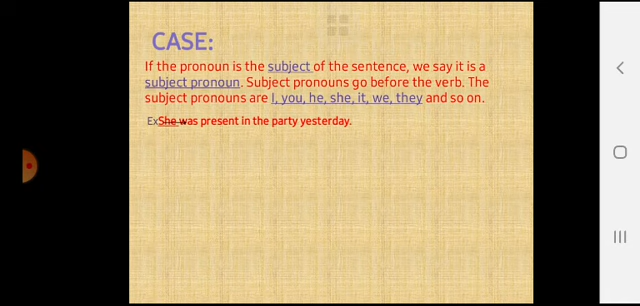 CASE:
If the pronoun is the subject of the sentence, we say it is a
subject pronoun. Subject pronouns go before the verb. The
subject pronouns are I, you, he, she, it, we, they and so on.
Ex She was present in the party yesterday.